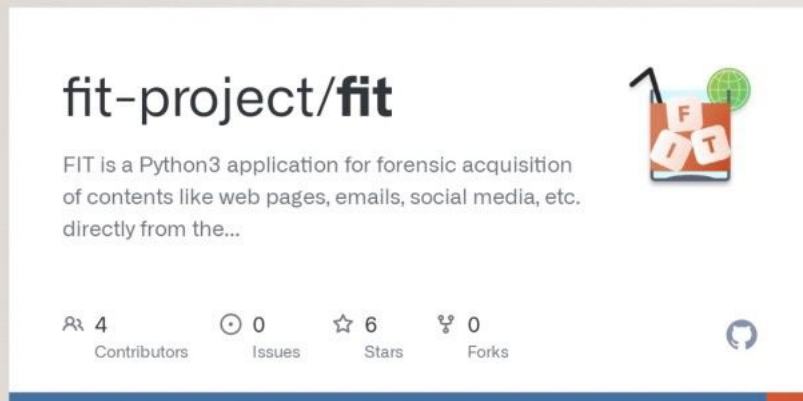 fit-project/fit
FIT is a Python3 application for forensic acquisition
of contents like web pages, emails, social media, etc.
directly from the...
F
I T
4 Contributors
0 Issues
6 Stars
0 Forks